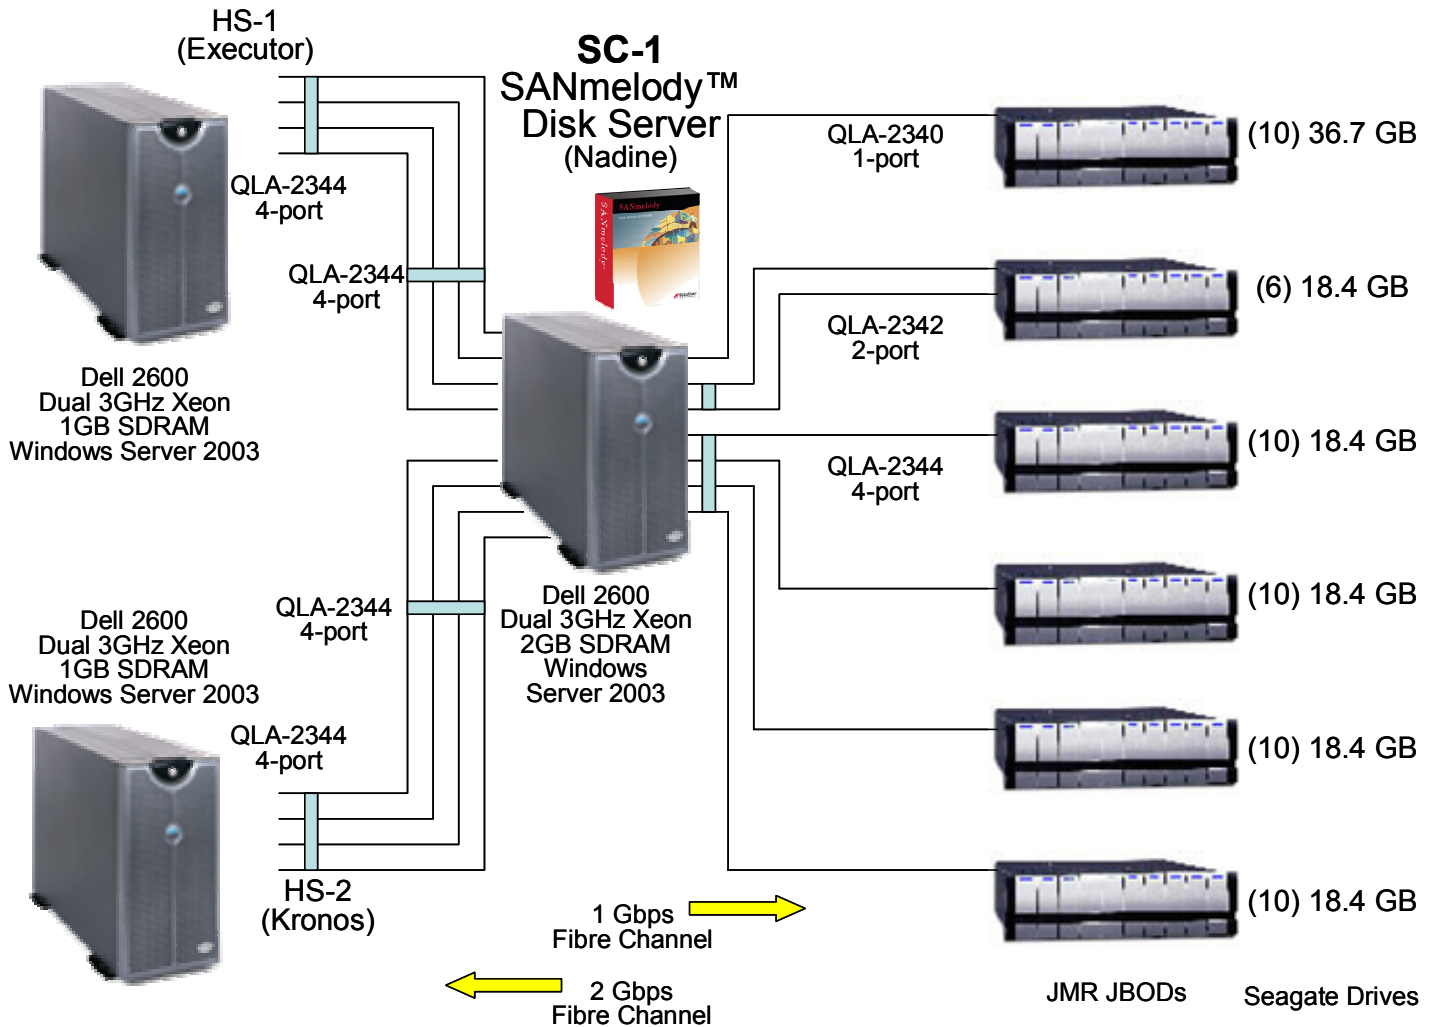 HS-1
(Executor)
SC-1
SANmelody™
Disk Server
(Nadine)
QLA-2340
1-port
(10) 36.7 GB
QLA-2344
4-port
SANmelody
SANmelody
QLA-2344
4-port
(6) 18.4 GB
QLA-2342
2-port
Dell 2600
Dual 3GHz Xeon
1GB SDRAM
Windows Server 2003
(10) 18.4 GB
QLA-2344
4-port
(10) 18.4 GB
Dell 2600
Dual 3GHz Xeon
2GB SDRAM
Windows
Server 2003
QLA-2344
4-port
Dell 2600
Dual 3GHz Xeon
1GB SDRAM
Windows Server 2003
QLA-2344
4-port
(10) 18.4 GB
HS-2
(Kronos)
(10) 18.4 GB
1 Gbps
Fibre Channel
2 Gbps
Fibre Channel
JMR JBODs
Seagate Drives